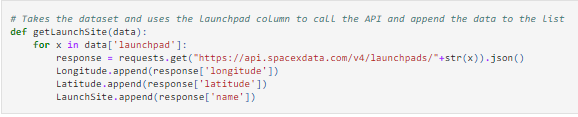 # Takes the dataset and uses the launchpad column to call the API and append the data to the list
def getLaunchSite(data):
    for x in data['launchpad']:
        response = requests.get("https://api.spacexdata.com/v4/launchpads/"+str(x)).json()
        Longitude.append(response['longitude'])
        Latitude.append(response['latitude'])
        LaunchSite.append(response['name'])